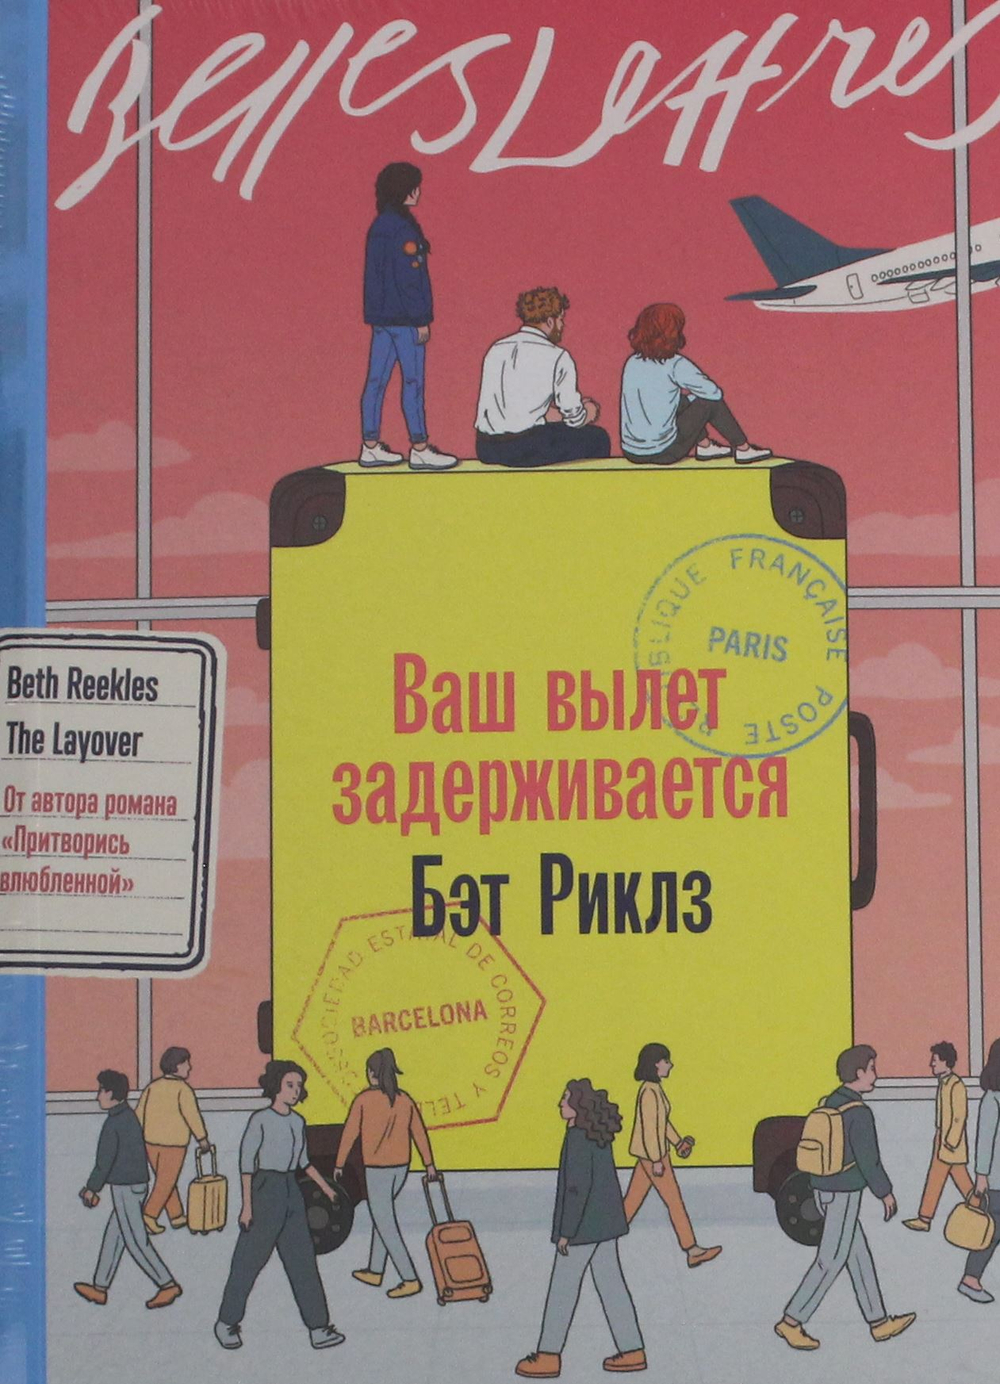 Belles Lettres
Beth Reekles
The Layover
От автора романа
«Притворись
влюбленной»
RÉPUBLIQUE FRANÇAISE POSTE
PARIS
Ваш вылет
задерживается
Бэт Риклз
SOCIEDAD ESTATAL DE CORREOS Y TELE
BARCELONA